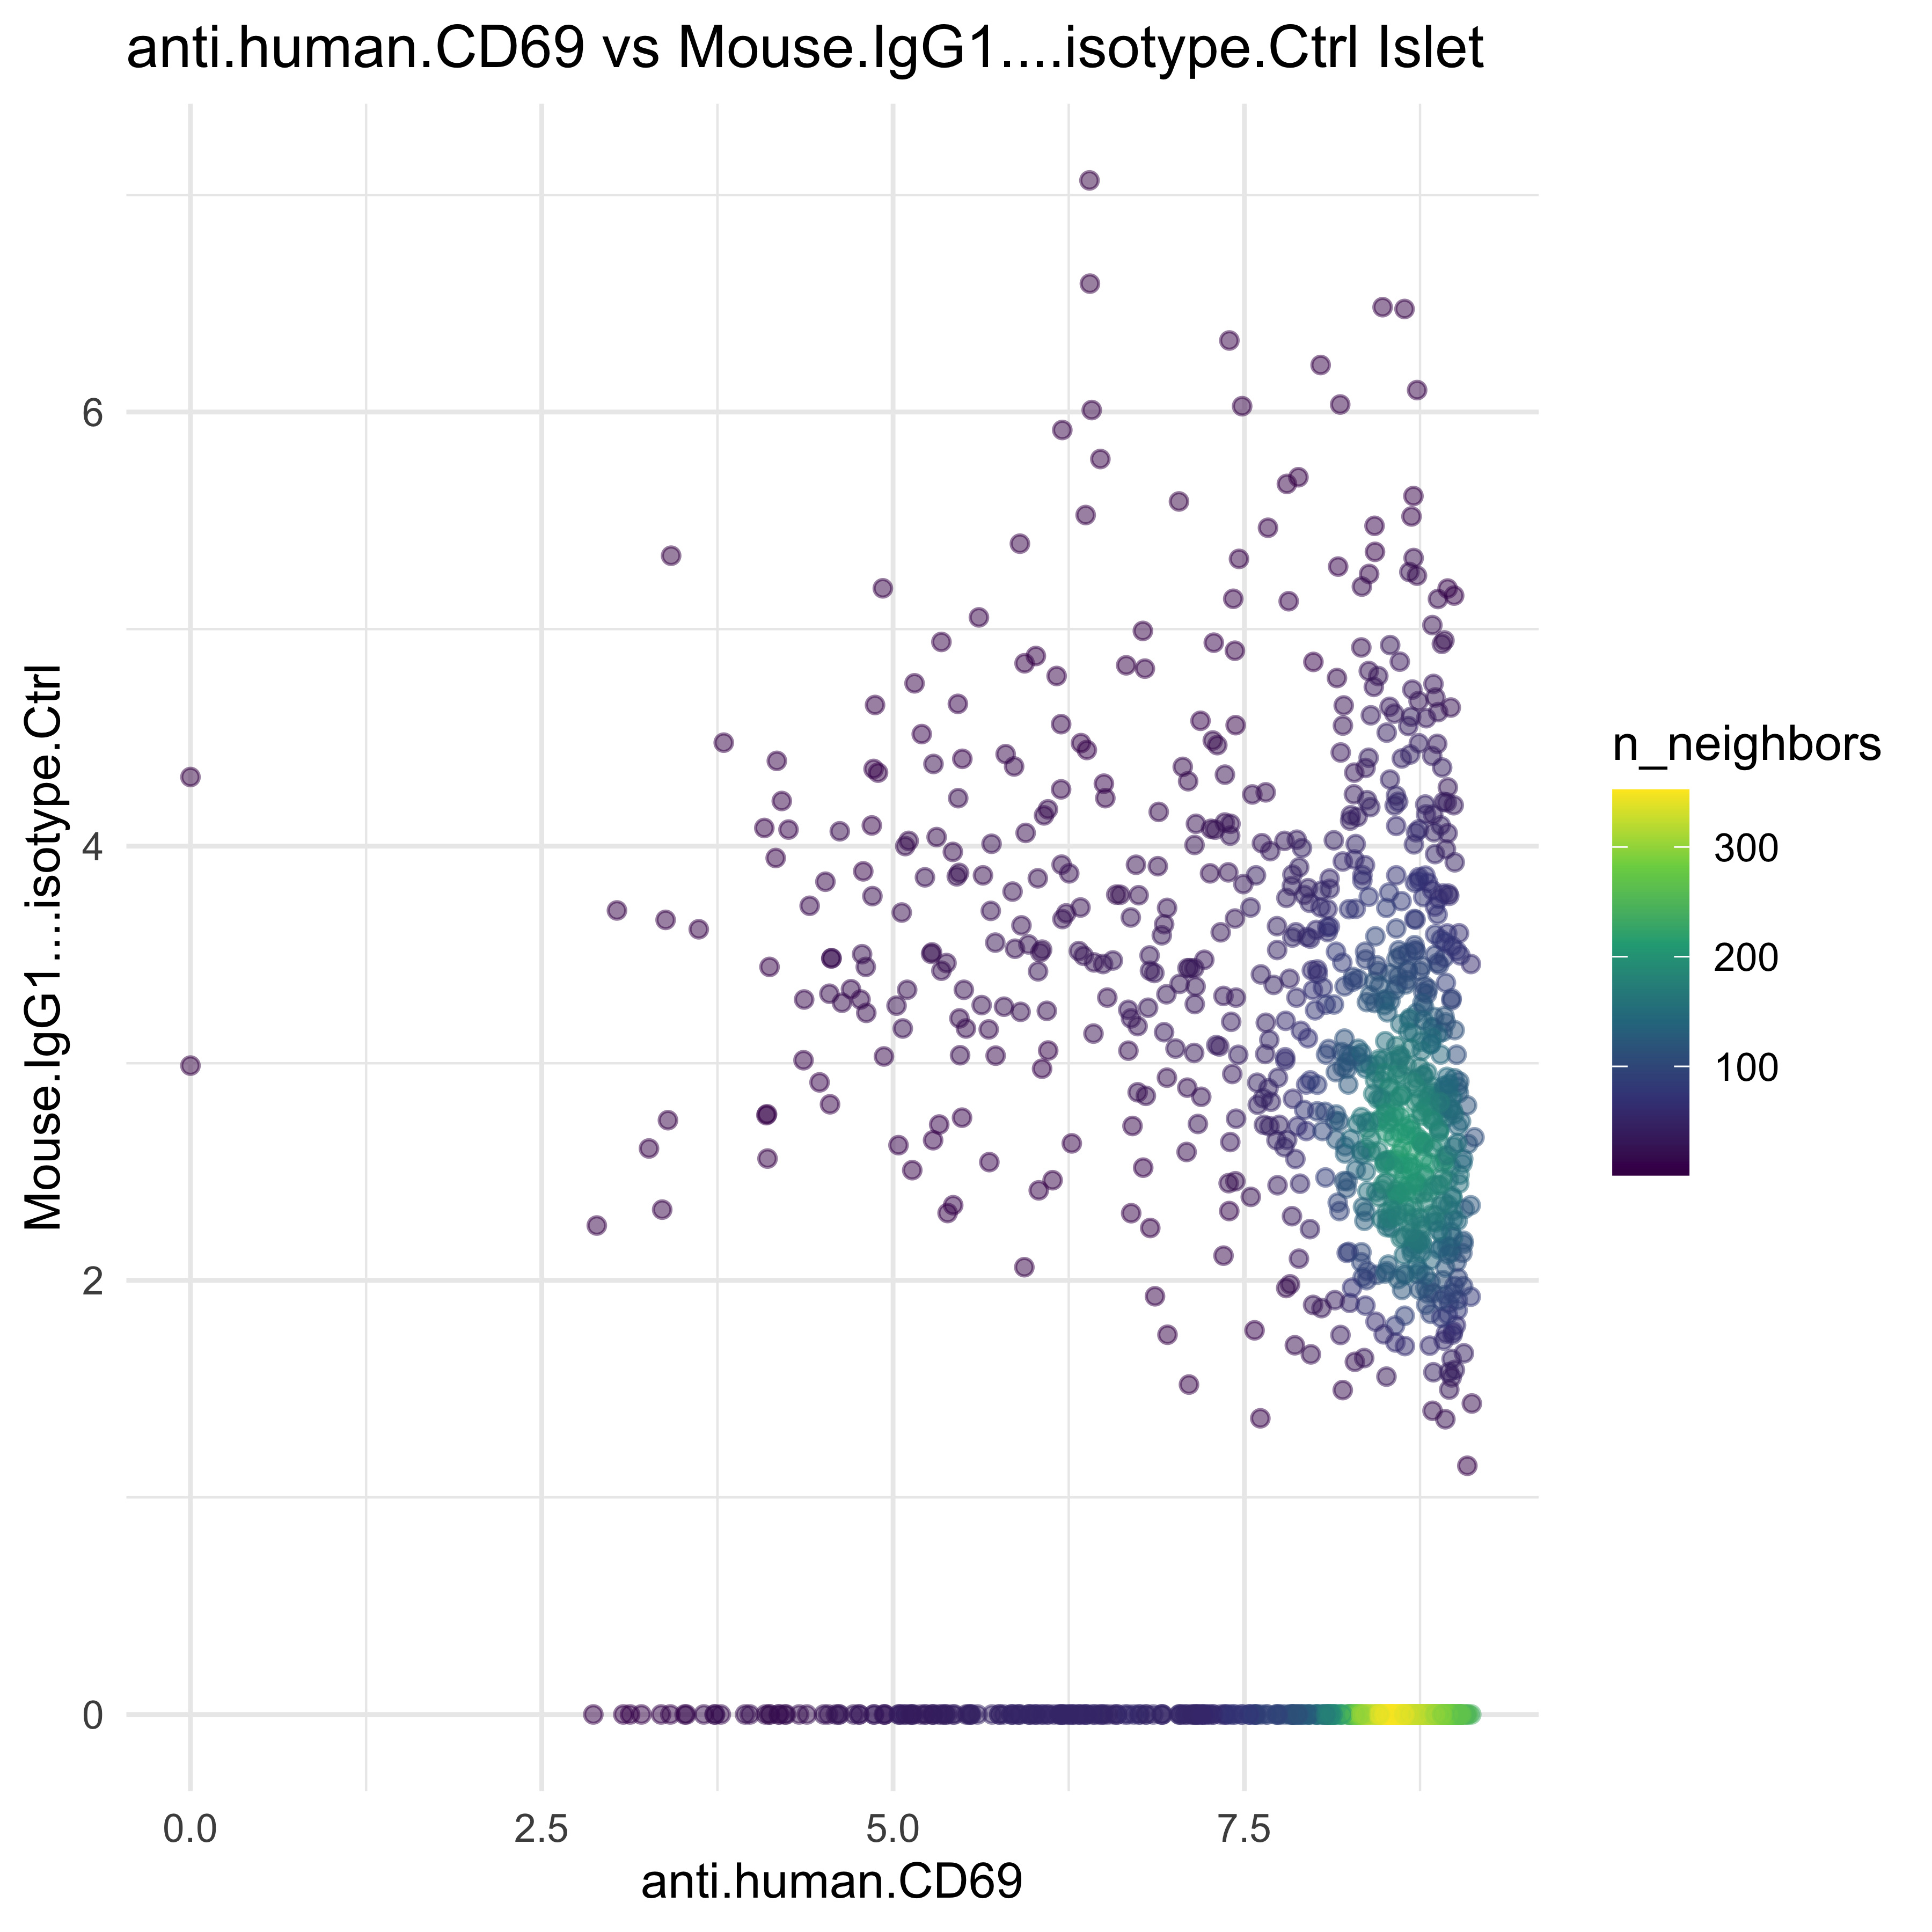 anti.human.CD69 vs Mouse.IgG1....isotype.Ctrl Islet
Mouse.IgG1....isotype.Ctrl
6
4
2
0
0.0
2.5
5.0
7.5
anti.human.CD69
n_neighbors
300
200
100